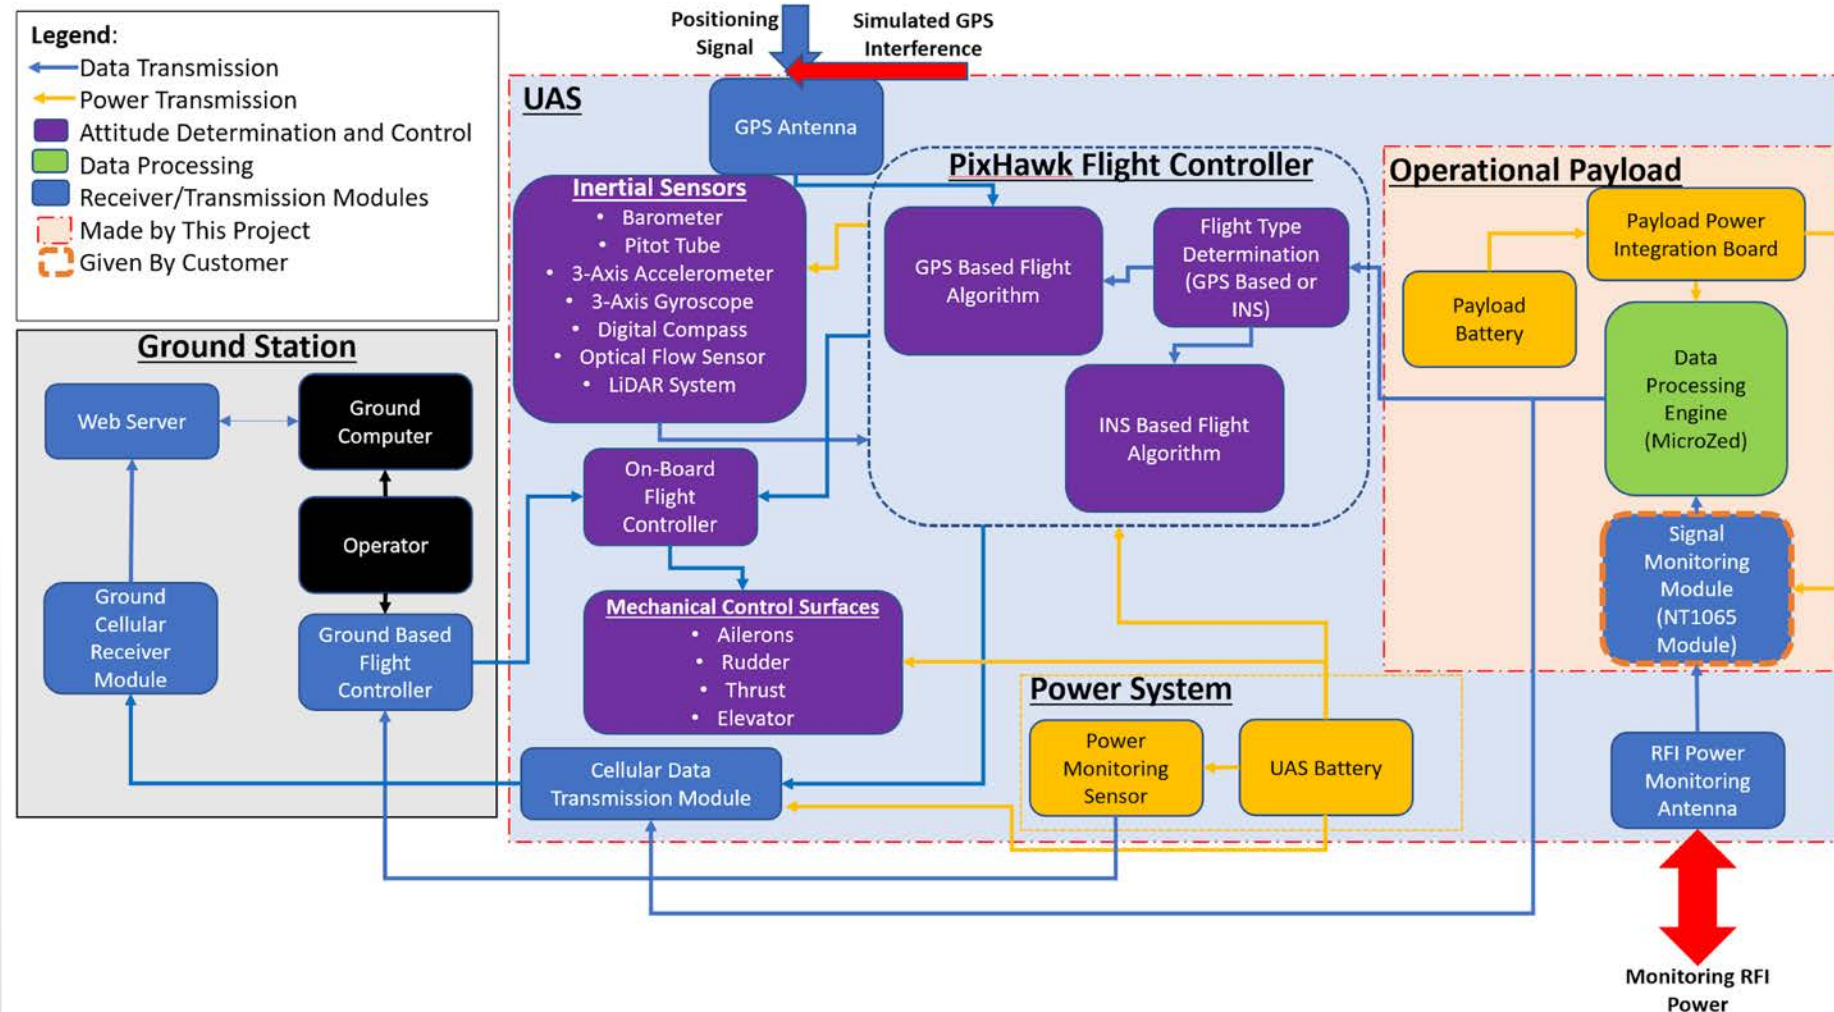 Legend:
Data Transmission
Power Transmission
Attitude Determination and Control
Data Processing
Receiver/Transmission Modules
Made by This Project
Given By Customer
Positioning
Signal
Simulated GPS
Interference
UAS
GPS Antenna
Inertial Sensors
• Barometer
• Pitot Tube
• 3-Axis Accelerometer
• 3-Axis Gyroscope
• Digital Compass
• Optical Flow Sensor
• LiDAR System
PixHawk Flight Controller
GPS Based Flight
Algorithm
Flight Type
Determination
(GPS Based or
INS)
INS Based Flight
Algorithm
Operational Payload
Payload Power
Integration Board
Payload
Battery
Data
Processing
Engine
(MicroZed)
Signal
Monitoring
Module
(NT1065
Module)
RFI Power
Monitoring
Antenna
Monitoring RFI
Power
Ground Station
Web Server
Ground
Computer
Operator
Ground
Cellular
Receiver
Module
Ground Based
Flight
Controller
On-Board
Flight
Controller
Mechanical Control Surfaces
• Ailerons
• Rudder
• Thrust
• Elevator
Cellular Data
Transmission Module
Power System
Power
Monitoring
Sensor
UAS Battery